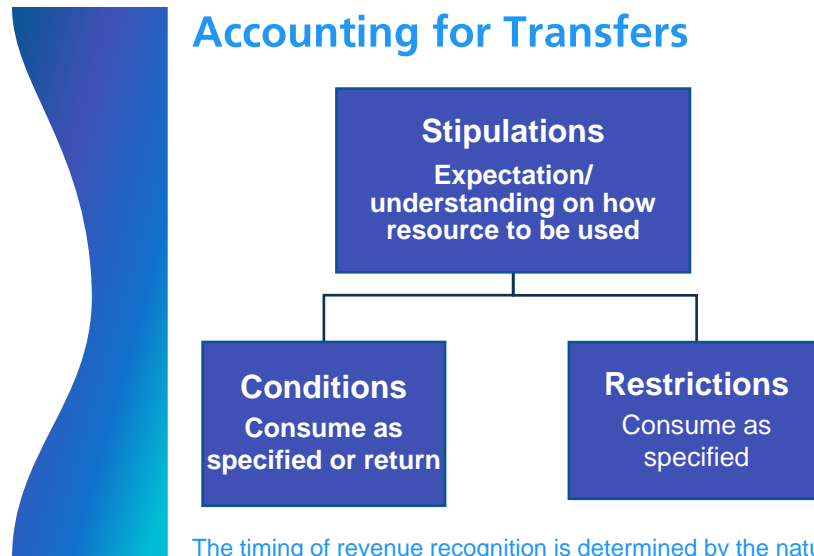 Accounting for Transfers
Stipulations
Expectation/
understanding on how
resource to be used
Conditions
Consume as
specified or return
Restrictions
Consume as
specified
The timing of revenue recognition is determined by the